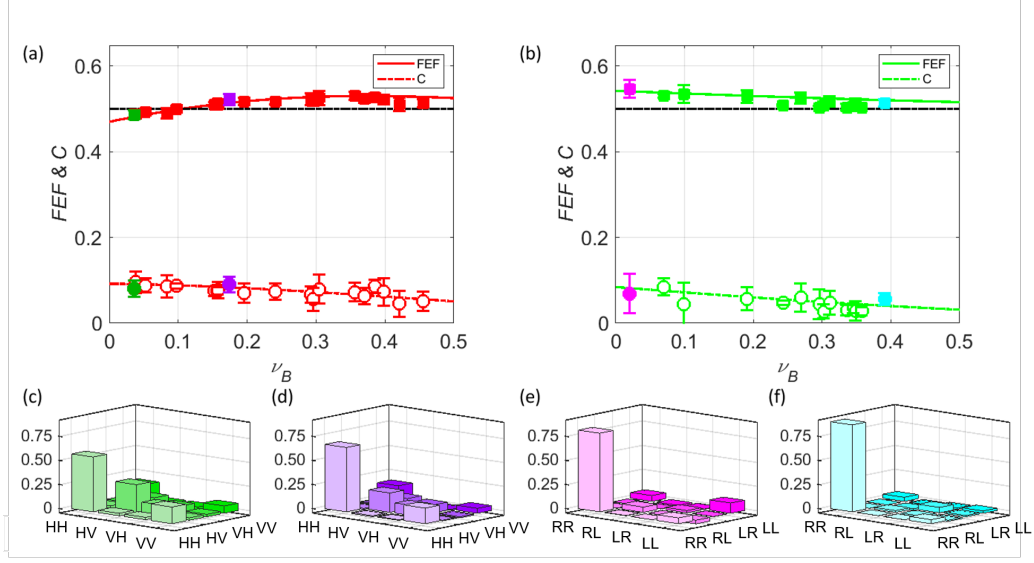 (a)
(b)
0.6
0.4
0.2
0
FEF & C
FEF
C
0 0.1 0.2 0.3 0.4 0.5
ν_B
0.6
0.4
0.2
0
FEF & C
FEF
C
0 0.1 0.2 0.3 0.4 0.5
ν_B
(c)
(d)
(e)
(f)
0.75
0.50
0.25
0
HH HV VH VV HH HV VH VV
0.75
0.50
0.25
0
HH HV VH VV HH HV VH VV
0.75
0.50
0.25
0
RR RL LR LL RR RL LR LL
0.75
0.50
0.25
0
RR RL LR LL RR RL LR LL